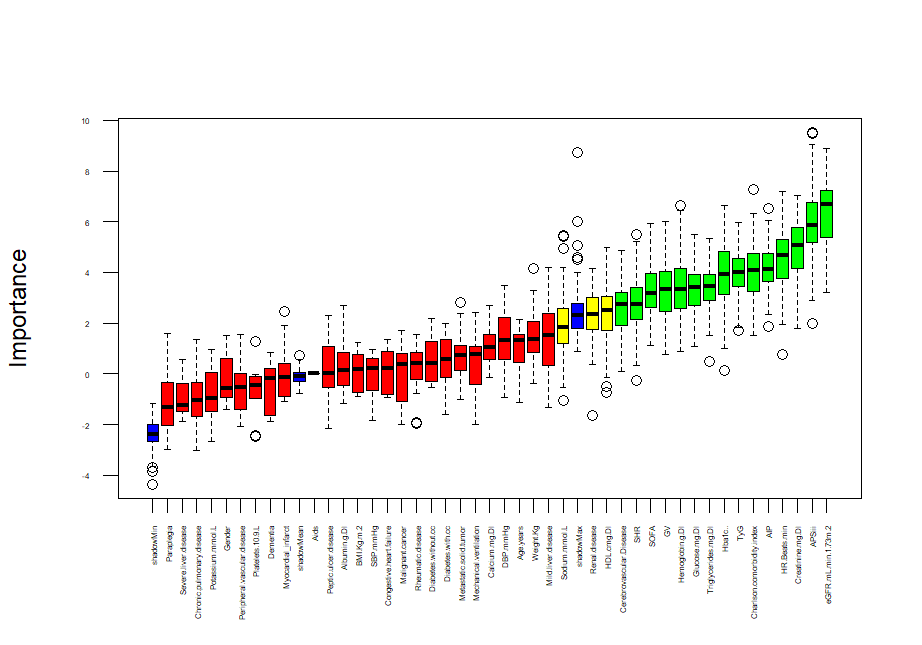 Importance
10
8
6
4
2
0
-2
-4
shadowMin
Paraplegia
Severe.liver.disease
Chronic.pulmonary.disease
Potassium.mmol.L
Gender
Peripheral.vascular.disease
Platelets.10.9.L
Dementia
Myocardial_infarct
shadowMean
Aids
Peptic.ulcer.disease
Albumin.g.Dl
BMI.Kg.m.2
SBP.mmHg
Congestive.heart.failure
Malignant.cancer
Rheumatic.disease
Diabetes.without.cc
Diabetes.with.cc
Metastatic.solid.tumor
Mechanical.ventilation
Calcium.mg.Dl
DBP.mmHg
Age.years
Weight.Kg
Mild.liver.disease
Sodium.mmol.L
shadowMax
Renal.disease
HDL.cmg.Dl
Cerebrovascular.Disease
SHR
SOFA
GV
Hemoglobin.g.Dl
Glucose.mg.Dl
Triglycerides.mg.Dl
Hba1c..
TyG
Charlson.comorbidity.index
AIP
HR.Beats.min
Creatinine.mg.Dl
APSiii
eGFR.mL.min.1.73m.2